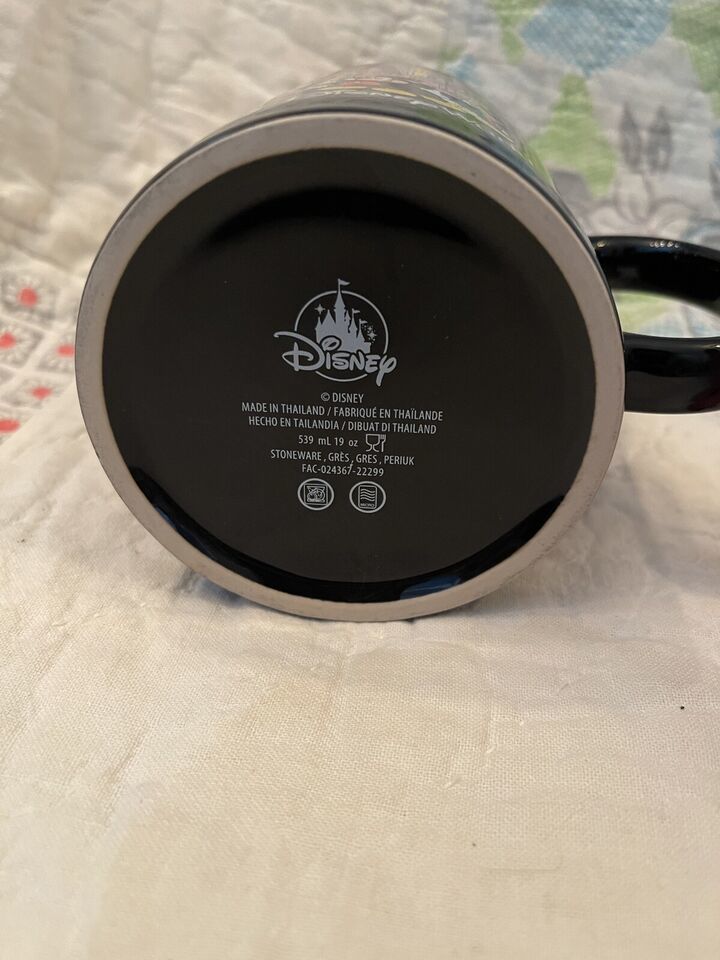 DISNEY
© DISNEY
MADE IN THAILAND / FABRIQUÉ EN THAÏLANDE
HECHO EN TAILANDIA / DIBUAT DI THAILAND
539 mL 19 oz
STONEWARE, GRÈS, GRES, PERIUK
FAC-024367-22299
MICRO